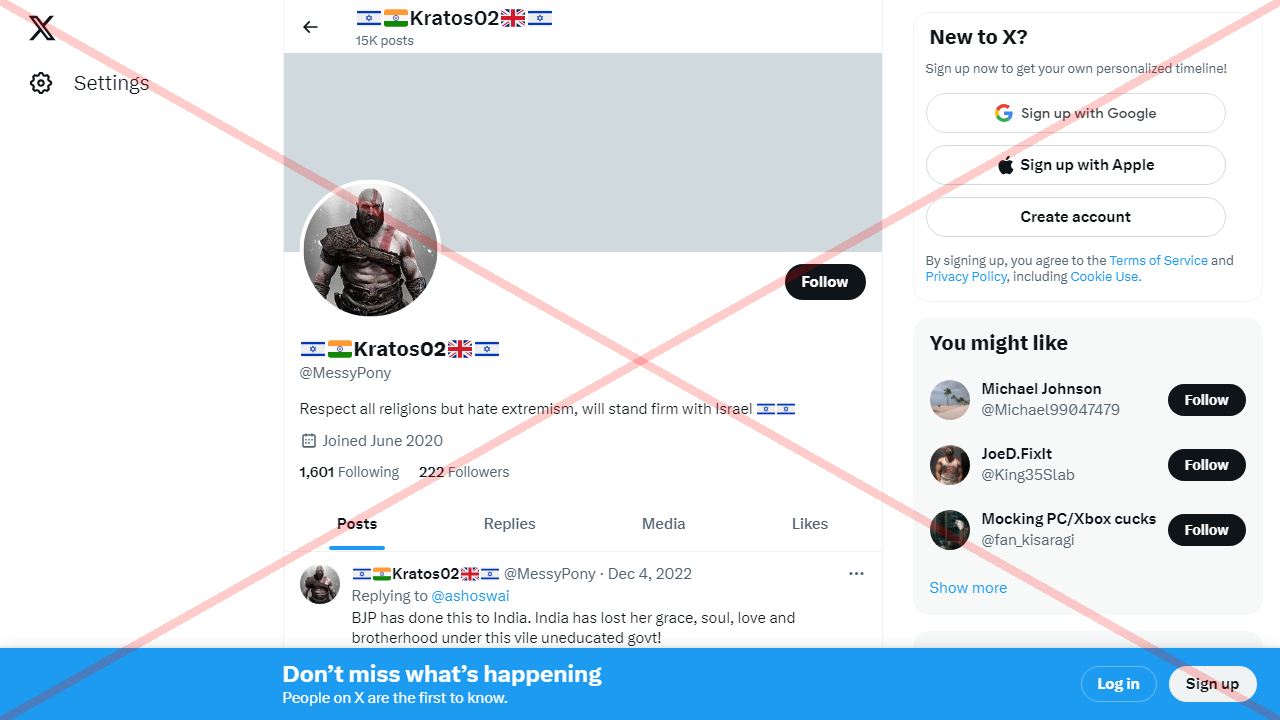 Settings
🇮🇱🇮🇳Kratos02🇬🇧🇮🇱
15K posts
Follow
🇮🇱🇮🇳Kratos02🇬🇧🇮🇱
@MessyPony
Respect all religions but hate extremism, will stand firm with Israel 🇮🇱🇮🇱
Joined June 2020
1,601 Following 222 Followers
Posts Replies Media Likes
🇮🇱🇮🇳Kratos02🇬🇧🇮🇱 @MessyPony · Dec 4, 2022
Replying to @ashoswai
BJP has done this to India. India has lost her grace, soul, love and
brotherhood under this vile uneducated govt!
New to X?
Sign up now to get your own personalized timeline!
Sign up with Google
Sign up with Apple
Create account
By signing up, you agree to the Terms of Service and
Privacy Policy, including Cookie Use.
You might like
Michael Johnson
@Michael99047479
Follow
JoeD.FixIt
@King35Slab
Follow
Mocking PC/Xbox cucks
@fan_kisaragi
Follow
Show more
Don’t miss what’s happening
People on X are the first to know.
Log in
Sign up